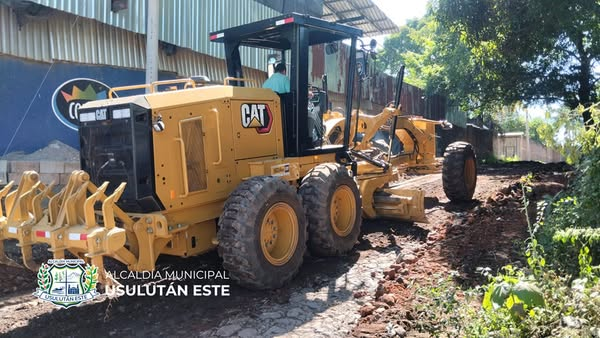 CAT
CAT
ALCALDÍA MUNICIPAL
USULUTÁN ESTE